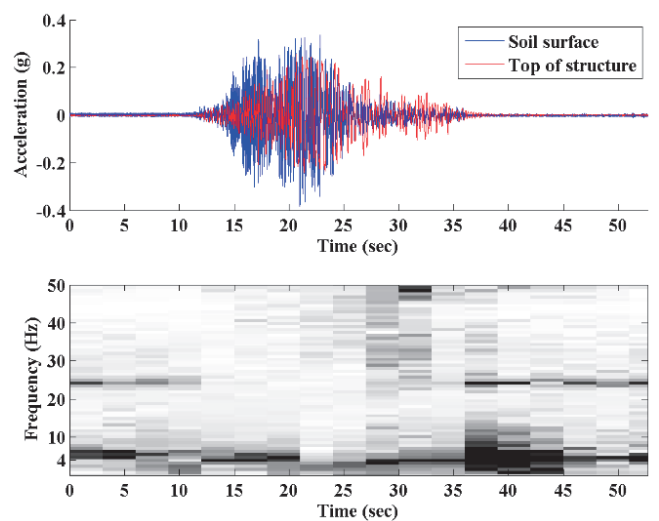 0.4
Soil surface
Top of structure
0.2
0
-0.2
-0.4
Acceleration (g)
0 5 10 15 20 25 30 35 40 45 50
Time (sec)
50
40
30
20
10
4
Frequency (Hz)
0 5 10 15 20 25 30 35 40 45 50
Time (sec)